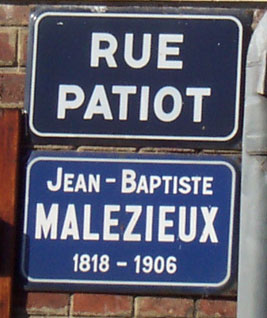 RUE
PATIOT
JEAN - BAPTISTE
MALEZIEUX
1818 - 1906